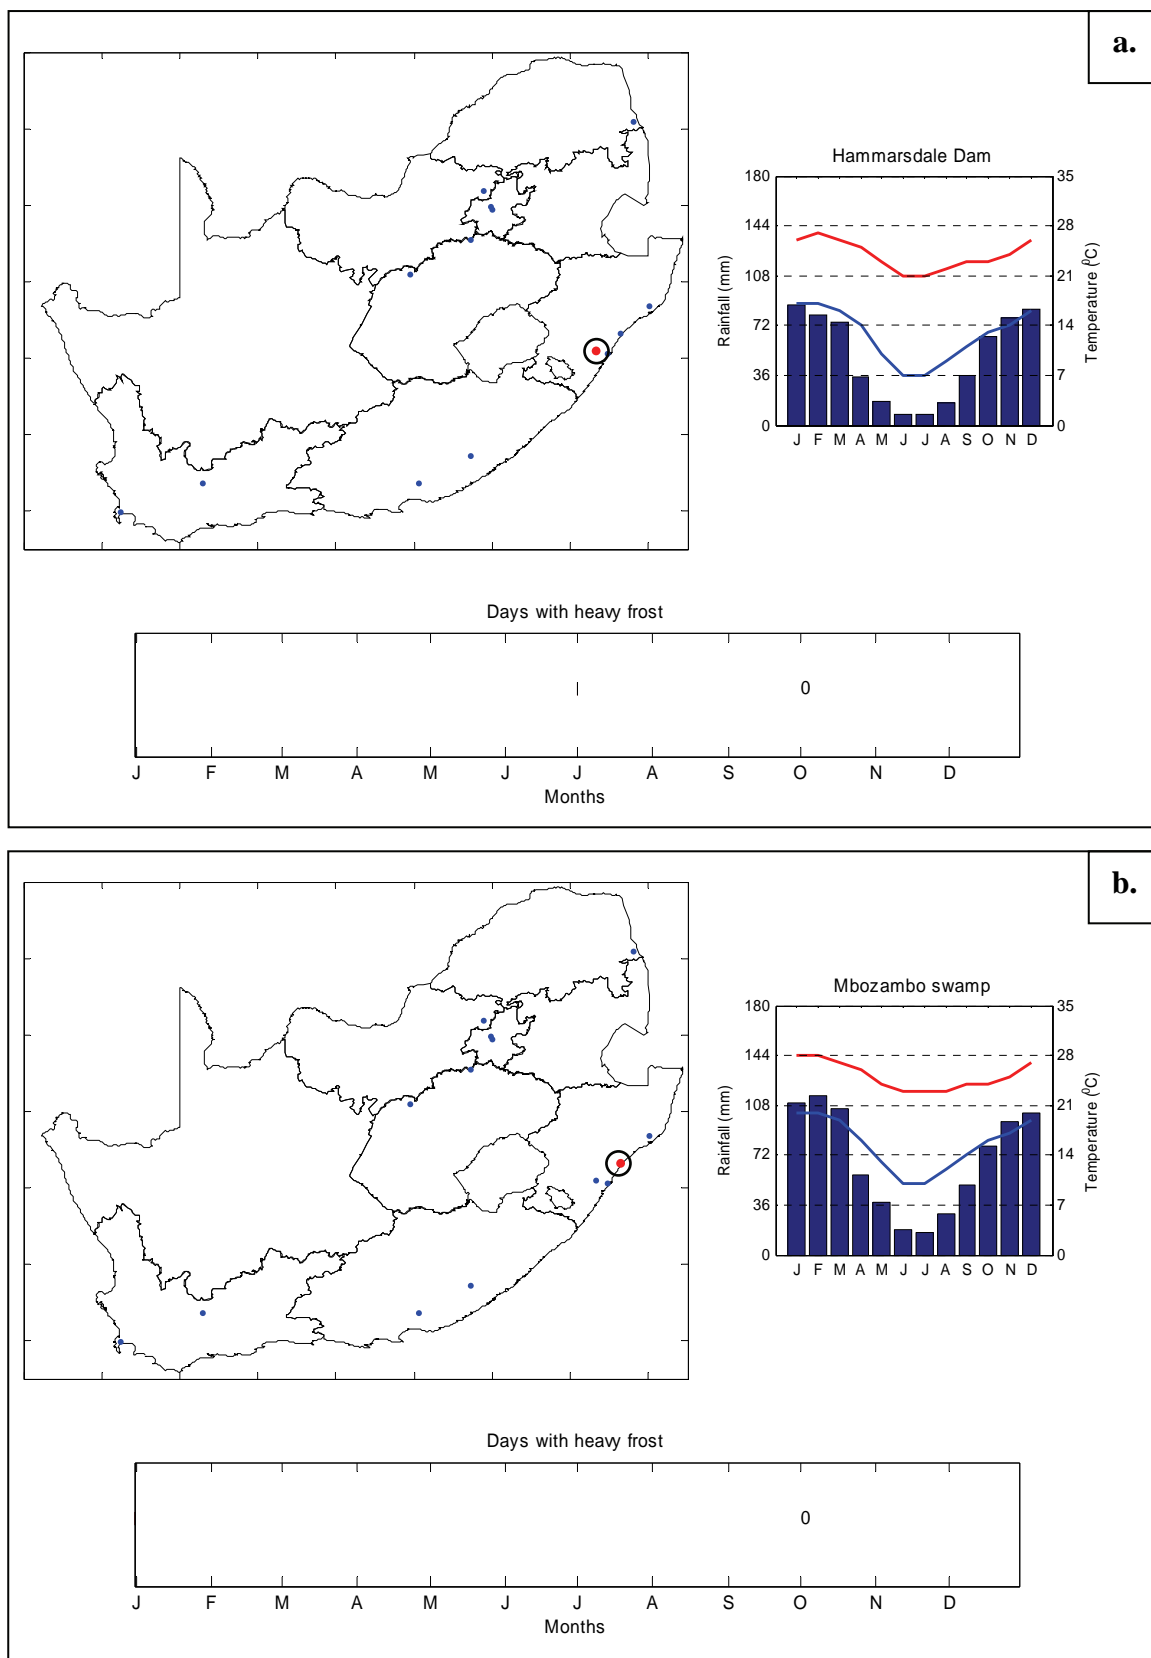 a.
Hammarsdale Dam
180
144
108
72
36
0
Rainfall (mm)
35
28
21
14
7
0
Temperature (⁰C)
J F M A M J J A S O N D
Days with heavy frost
0
J F M A M J J A S O N D
Months
b.
Mbozambo swamp
180
144
108
72
36
0
Rainfall (mm)
35
28
21
14
7
0
Temperature (⁰C)
J F M A M J J A S O N D
Days with heavy frost
0
J F M A M J J A S O N D
Months